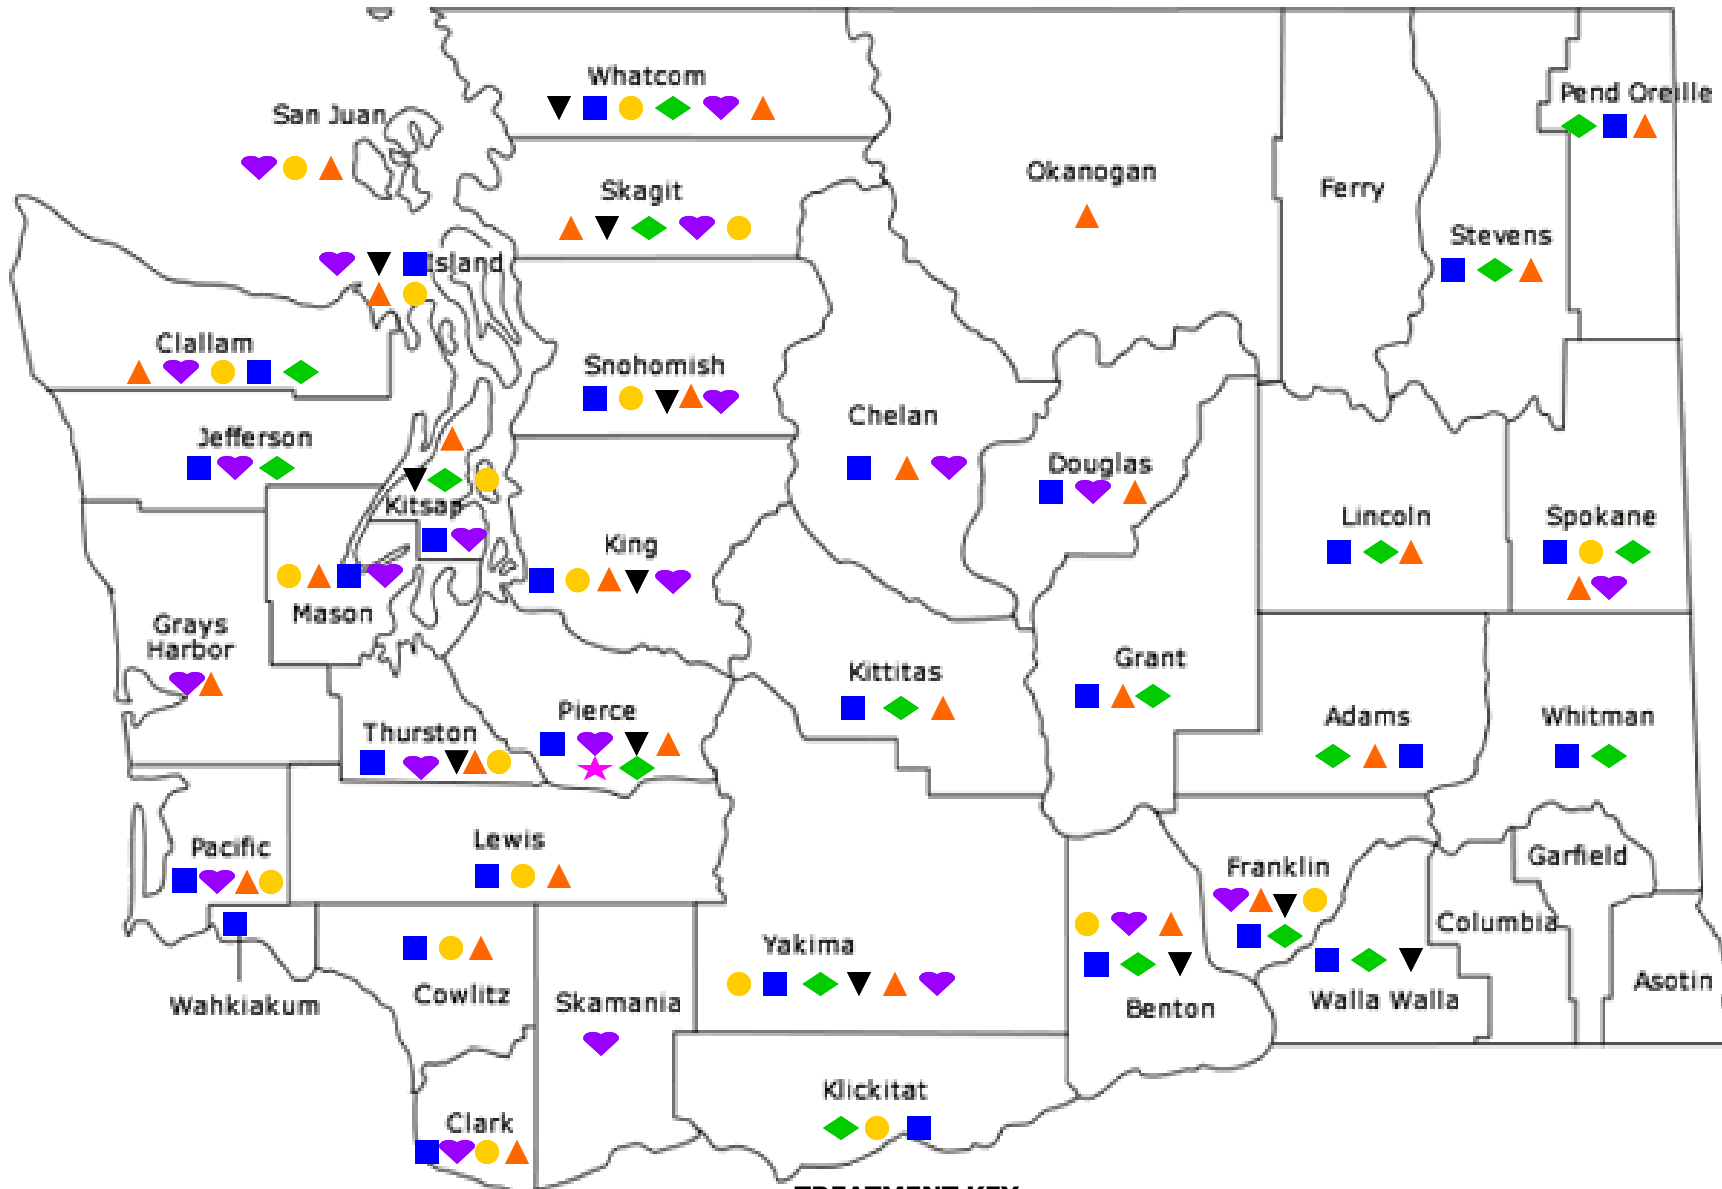 Whatcom
Pend Oreille
San Juan
Okanogan
Skagit
Ferry
Stevens
Island
Clallam
Snohomish
Chelan
Jefferson
Douglas
Kitsap
Lincoln
Spokane
King
Mason
Grays
Harbor
Grant
Kittitas
Pierce
Adams
Whitman
Thurston
Lewis
Pacific
Garfield
Franklin
Columbia
Yakima
Asotin
Cowlitz
Skamania
Walla Walla
Wahkiakum
Benton
Klickitat
Clark
TREATMENT KEY